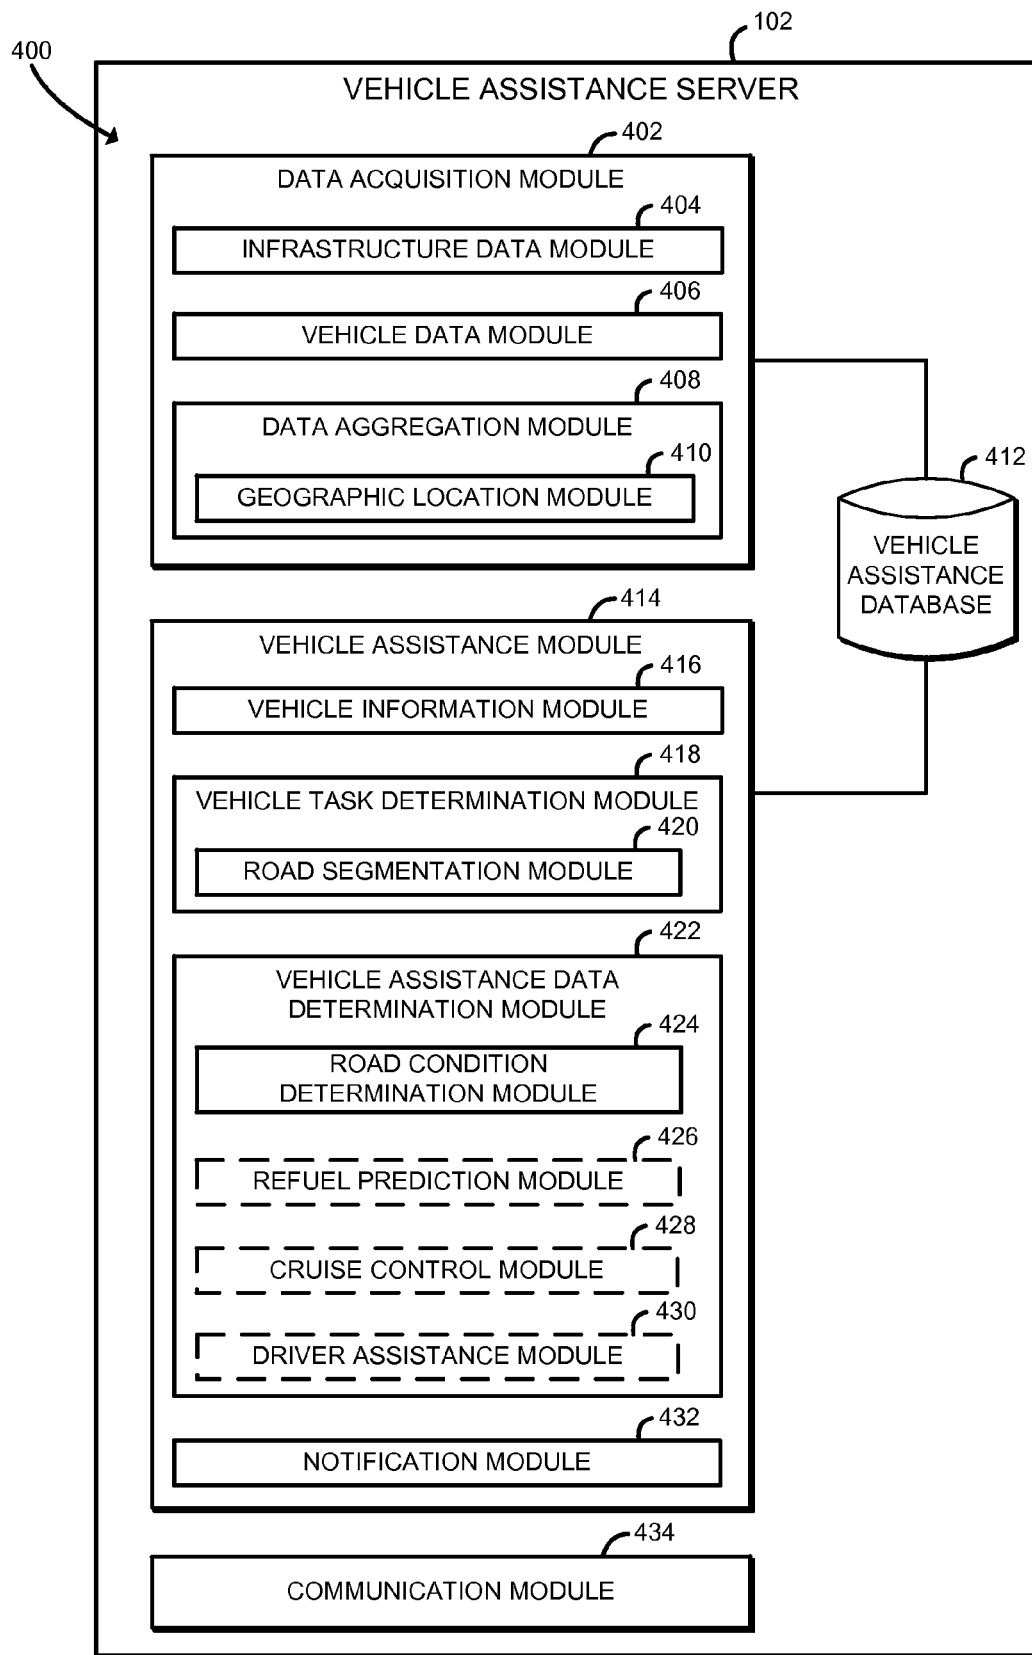 102
400
VEHICLE ASSISTANCE SERVER
402
DATA ACQUISITION MODULE
404
INFRASTRUCTURE DATA MODULE
406
VEHICLE DATA MODULE
408
DATA AGGREGATION MODULE
410
GEOGRAPHIC LOCATION MODULE
412
VEHICLE
ASSISTANCE
DATABASE
414
VEHICLE ASSISTANCE MODULE
416
VEHICLE INFORMATION MODULE
418
VEHICLE TASK DETERMINATION MODULE
420
ROAD SEGMENTATION MODULE
422
VEHICLE ASSISTANCE DATA
DETERMINATION MODULE
424
ROAD CONDITION
DETERMINATION MODULE
426
REFUEL PREDICTION MODULE
428
CRUISE CONTROL MODULE
430
DRIVER ASSISTANCE MODULE
432
NOTIFICATION MODULE
434
COMMUNICATION MODULE